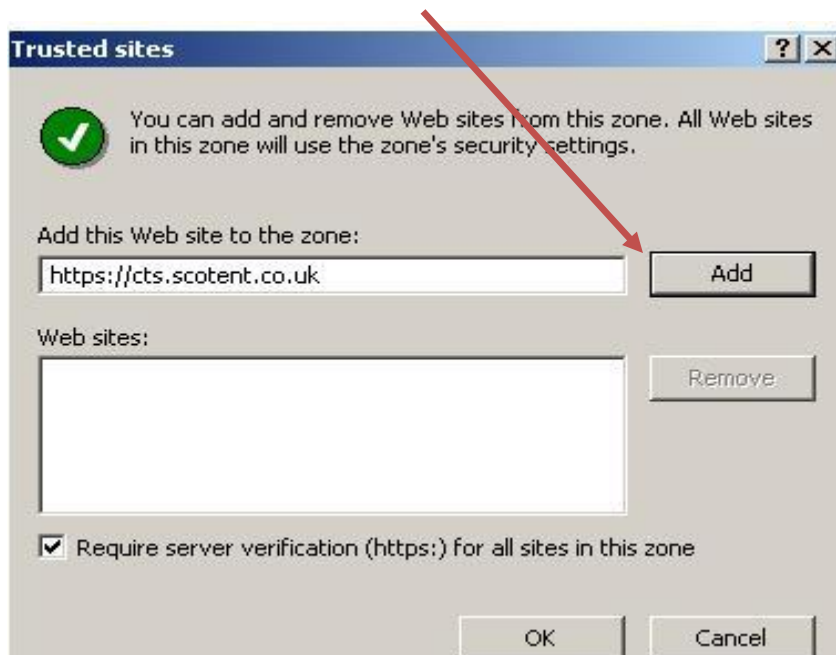 Trusted sites
You can add and remove Web sites from this zone. All Web sites
in this zone will use the zone's security settings.
Add this Web site to the zone:
https://cts.scotent.co.uk
Add
Web sites:
Remove
Require server verification (https:) for all sites in this zone
OK
Cancel